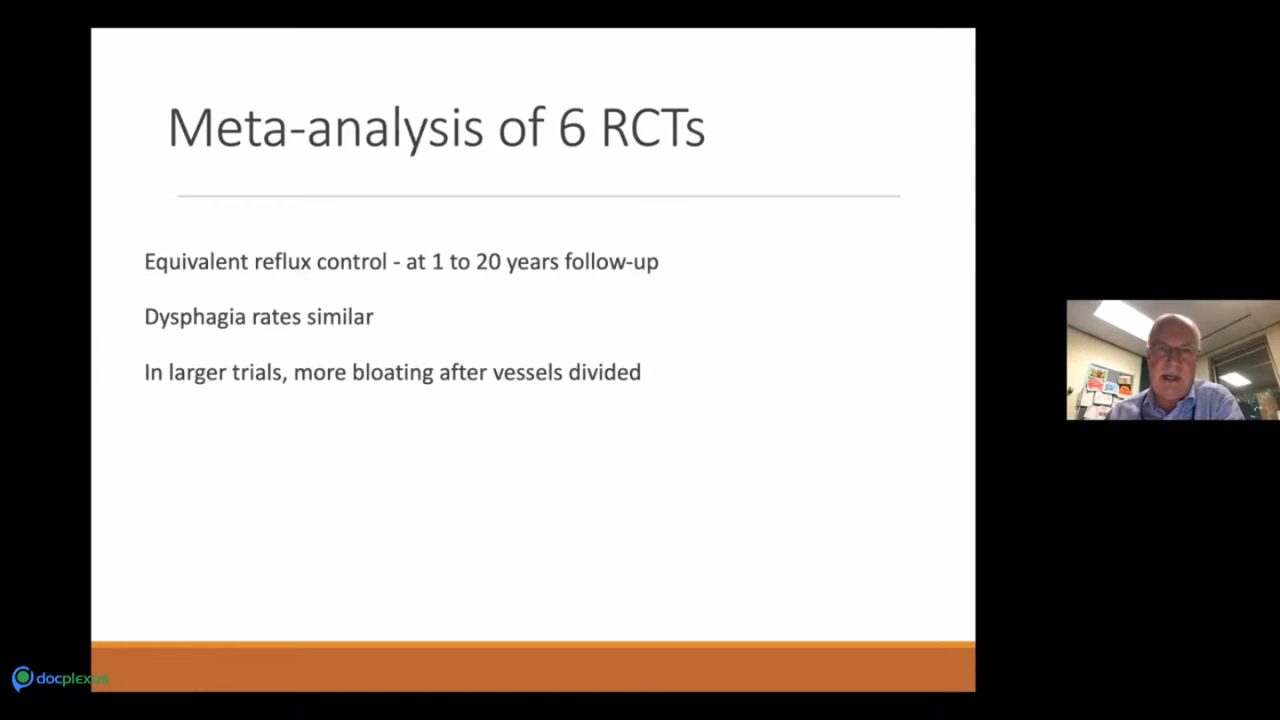 Meta-analysis of 6 RCTs
Equivalent reflux control - at 1 to 20 years follow-up
Dysphagia rates similar
In larger trials, more bloating after vessels divided
docplexus